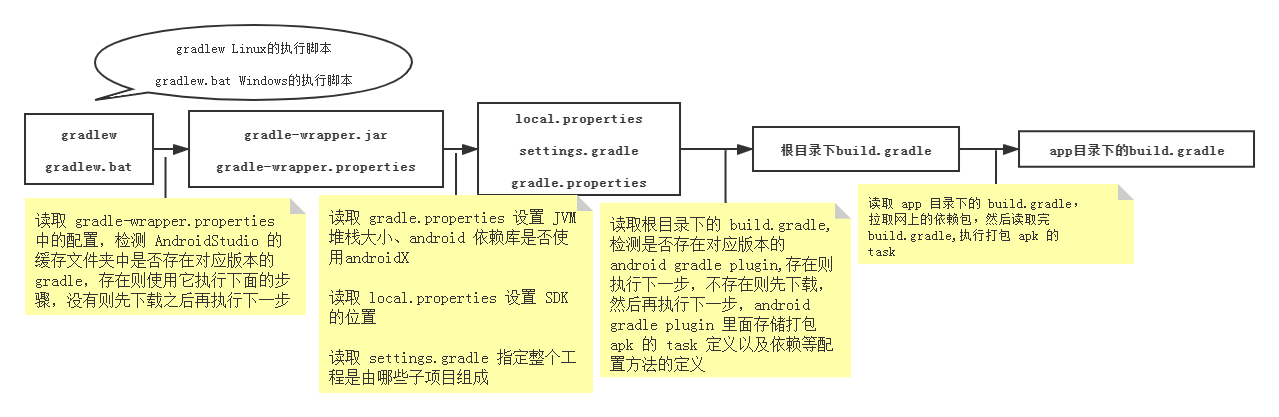 gradlew Linux的执行脚本
gradlew.bat Windows的执行脚本
gradlew
gradlew.bat
gradle-wrapper.jar
gradle-wrapper.properties
local.properties
settings.gradle
gradle.properties
根目录下build.gradle
app目录下的build.gradle
读取 gradle-wrapper.properties
中的配置，检测 AndroidStudio 的
缓存文件夹中是否存在对应版本的
gradle，存在则使用它执行下面的步
骤，没有则先下载之后再执行下一步
读取 gradle.properties 设置 JVM
堆栈大小、android 依赖库是否使
用androidX
读取 local.properties 设置 SDK
的位置
读取 settings.gradle 指定整个工
程是由哪些子项目组成
读取根目录下的 build.gradle,
检测是否存在对应版本的
android gradle plugin,存在则
执行下一步，不存在则先下载，
然后再执行下一步，android
gradle plugin 里面存储打包
apk 的 task 定义以及依赖等配
置方法的定义
读取 app 目录下的 build.gradle，
拉取网上的依赖包，然后读取完
build.gradle,执行打包 apk 的
task